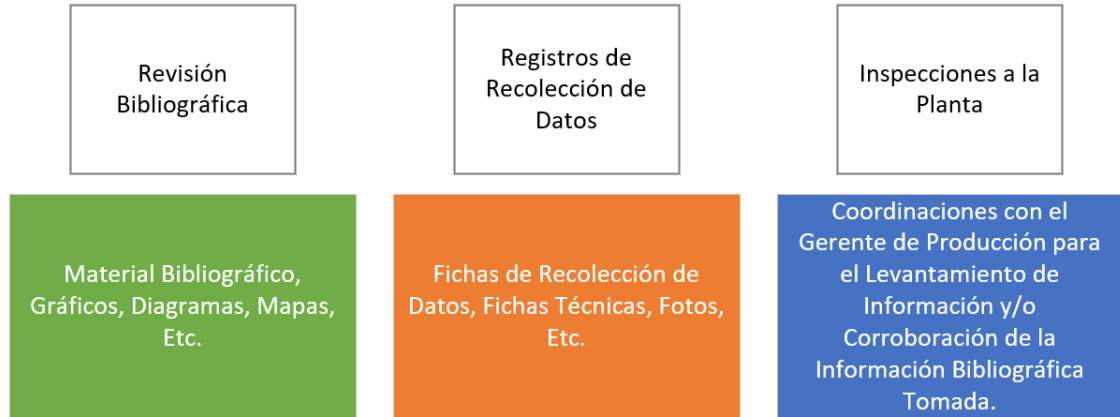 Revisión
Bibliográfica
Registros de
Recolección de
Datos
Inspecciones a la
Planta
Material Bibliográfico,
Gráficos, Diagramas, Mapas,
Etc.
Fichas de Recolección de
Datos, Fichas Técnicas, Fotos,
Etc.
Coordinaciones con el
Gerente de Producción para
el Levantamiento de
Información y/o
Corroboración de la
Información Bibliográfica
Tomada.